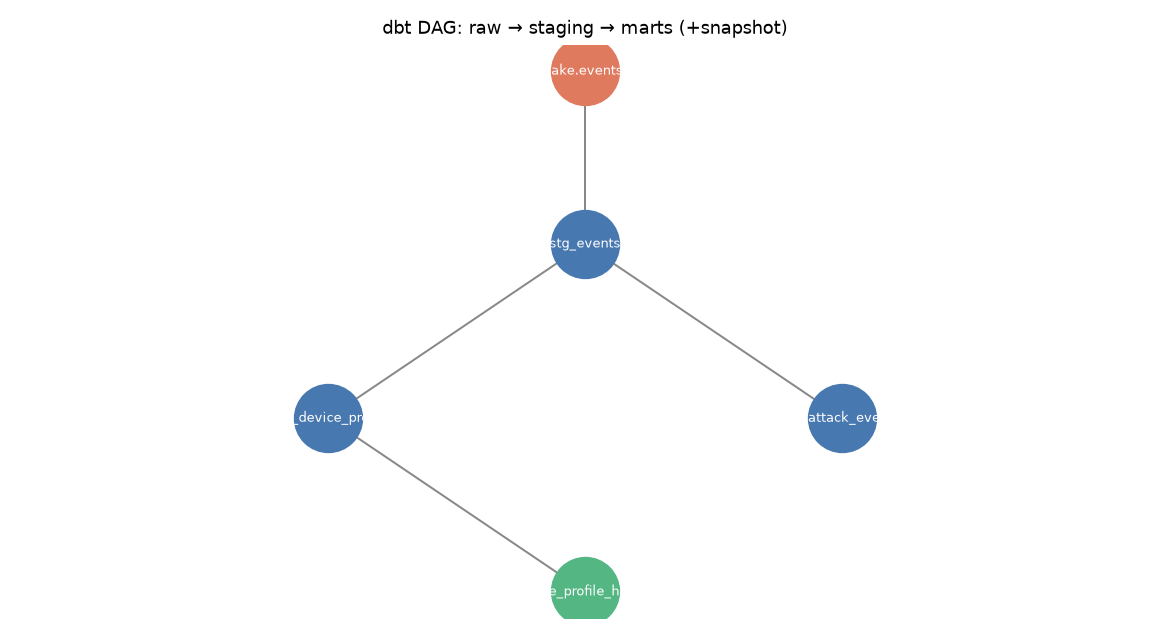 dbt DAG: raw → staging → marts (+snapshot)
ake.events
stg_events
_device_pr
attack_eve
e_profile_h